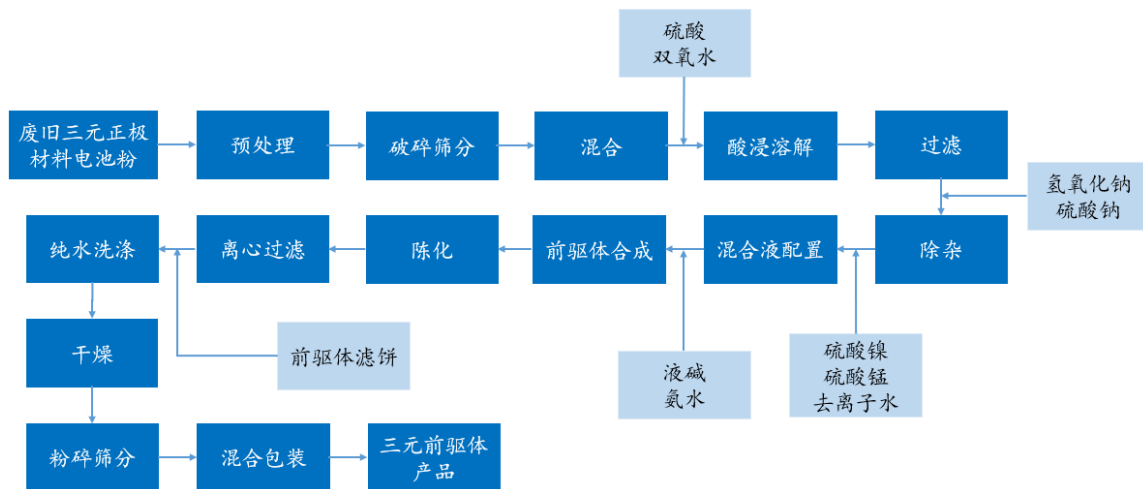 硫酸
双氧水
废旧三元正极
材料电池粉
预处理
破碎筛分
混合
酸浸溶解
过滤
氢氧化钠
硫酸钠
纯水洗涤
离心过滤
陈化
前驱体合成
混合液配置
除杂
干燥
前驱体滤饼
液碱
氨水
硫酸镍
硫酸锰
去离子水
粉碎筛分
混合包装
三元前驱体
产品